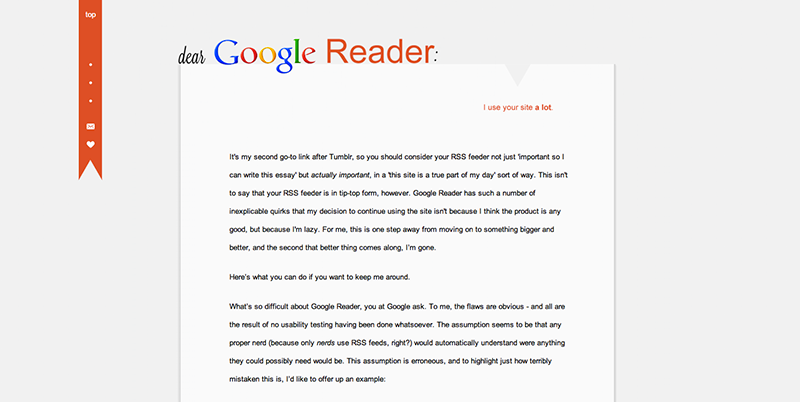 top
dear Google Reader:
I use your site a lot.
It's my second go-to link after Tumblr, so you should consider your RSS feeder not just 'important so I
can write this essay' but actually important, in a 'this site is a true part of my day' sort of way. This isn't
to say that your RSS feeder is in tip-top form, however. Google Reader has such a number of
inexplicable quirks that my decision to continue using the site isn't because I think the product is any
good, but because I'm lazy. For me, this is one step away from moving on to something bigger and
better, and the second that better thing comes along, I'm gone.
Here's what you can do if you want to keep me around.
What's so difficult about Google Reader, you at Google ask. To me, the flaws are obvious - and all are
the result of no usability testing having been done whatsoever. The assumption seems to be that any
proper nerd (because only nerds use RSS feeds, right?) would automatically understand were anything
they could possibly need would be. This assumption is erroneous, and to highlight just how terribly
mistaken this is, I'd like to offer up an example: